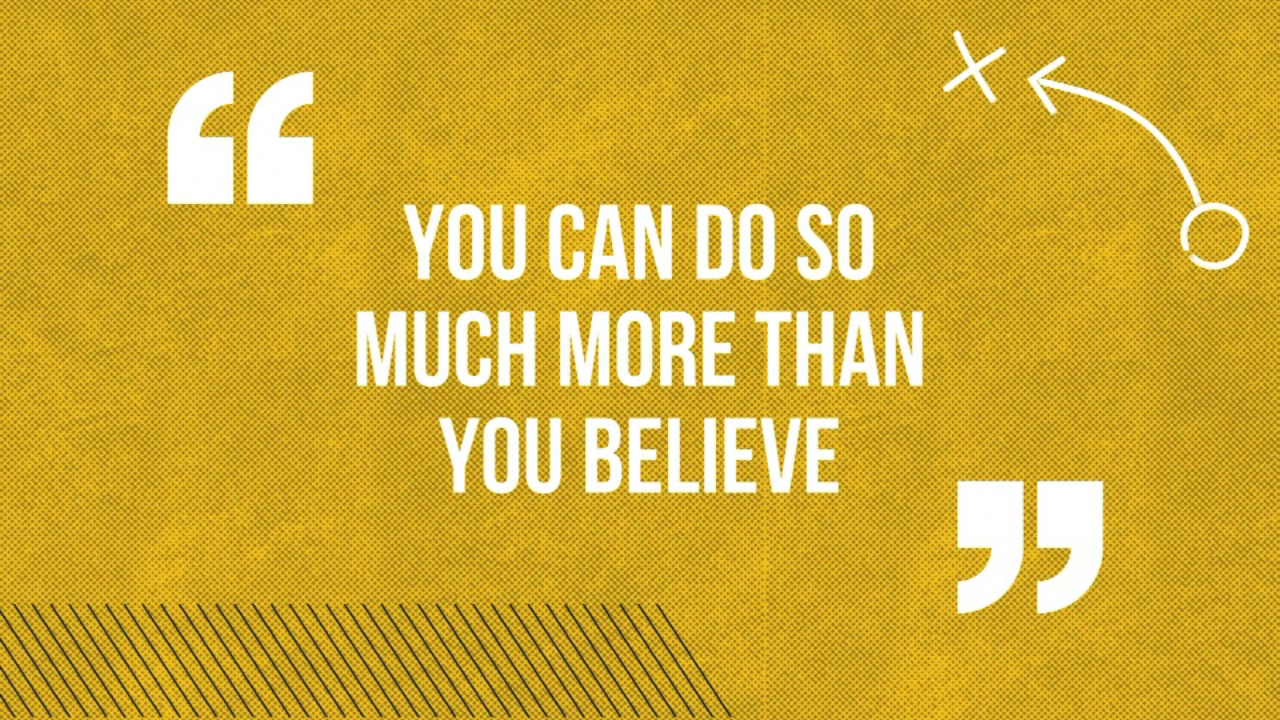 “
YOU CAN DO SO
MUCH MORE THAN
YOU BELIEVE
”